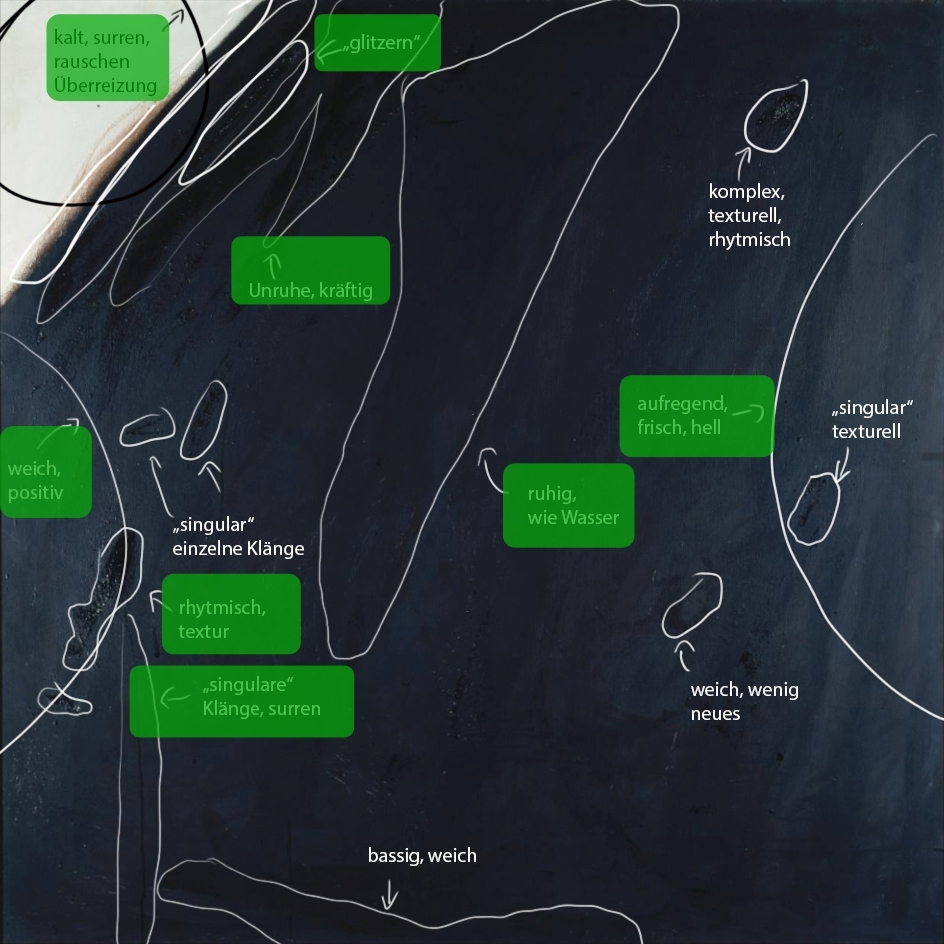 kalt, surren,
rauschen
Überreizung
„glitzern“
komplex,
texturell,
rhytmisch
Unruhe, kräftig
aufregend,
frisch, hell
„singular“
texturell
weich,
positiv
ruhig,
wie Wasser
„singular“
einzelne Klänge
rhytmisch,
textur
„singulare“
Klänge, surren
weich, wenig
neues
bassig, weich